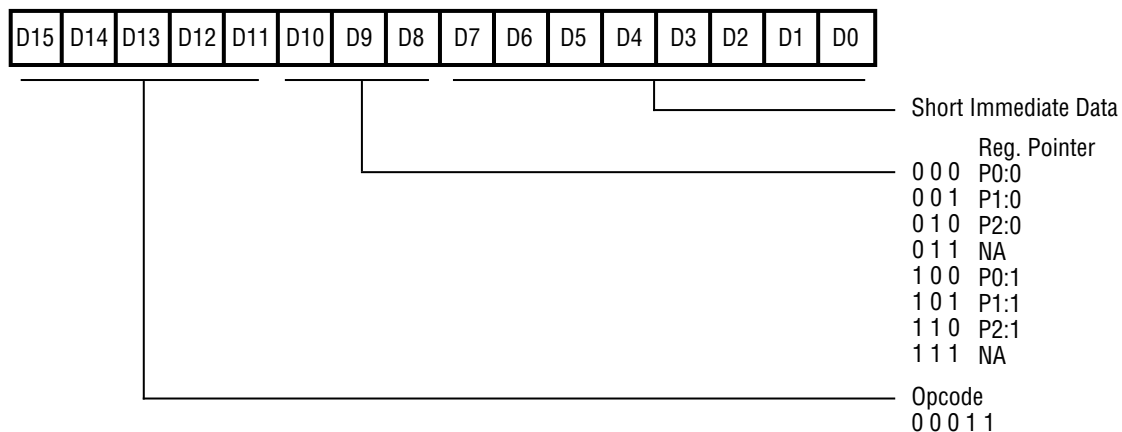 D15 D14 D13 D12 D11 D10 D9 D8 D7 D6 D5 D4 D3 D2 D1 D0
Short Immediate Data
Reg. Pointer
0 0 0 P0:0
0 0 1 P1:0
0 1 0 P2:0
0 1 1 NA
1 0 0 P0:1
1 0 1 P1:1
1 1 0 P2:1
1 1 1 NA
Opcode
0 0 0 1 1